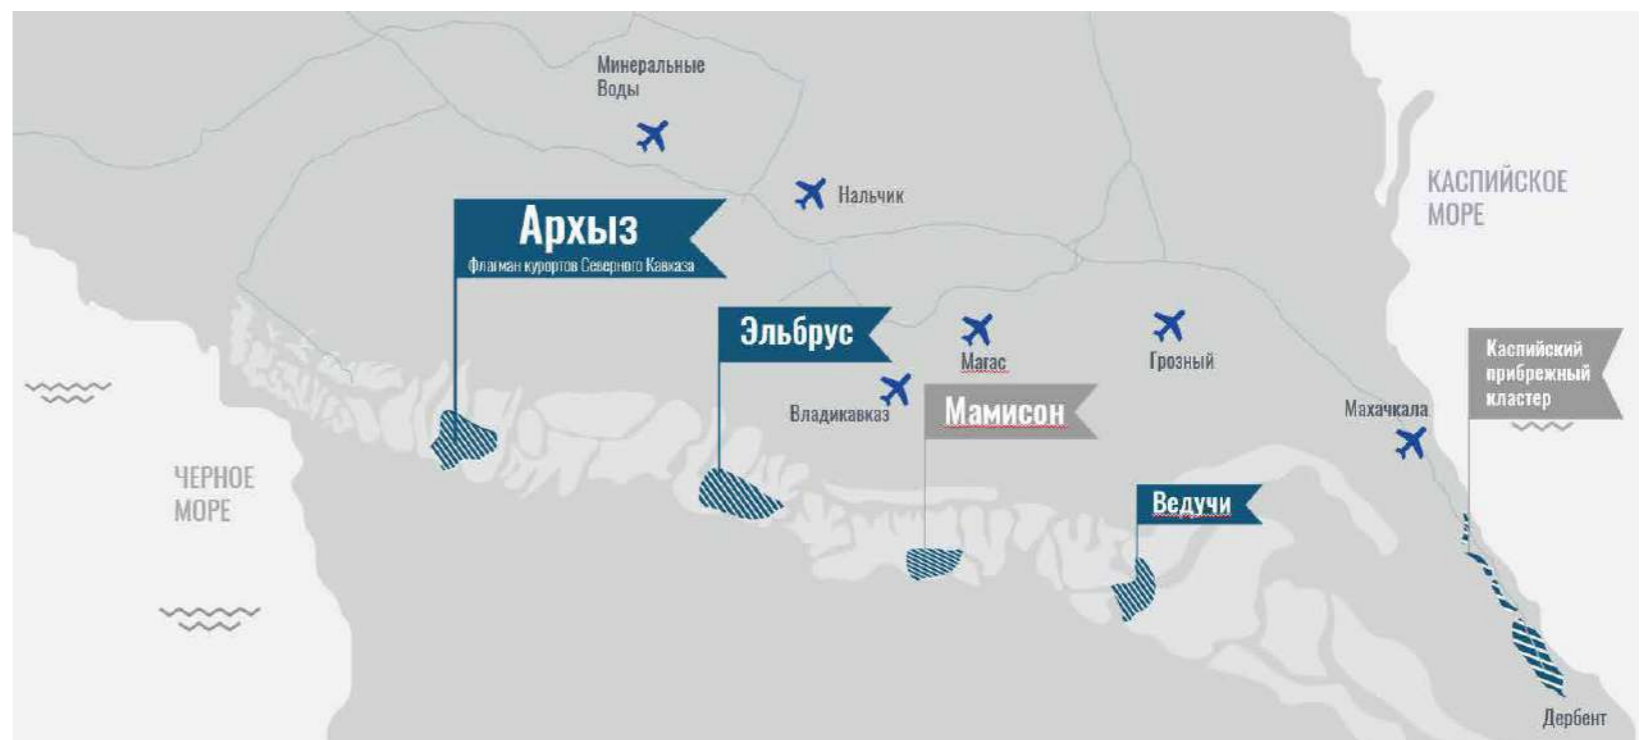 Минеральные
Воды
Нальчик
КАСПИЙСКОЕ
МОРЕ
Архыз
Флагман курортов Северного Кавказа
Эльбрус
Магас
Грозный
Каспийский
прибрежный
кластер
Владикавказ
Мамисон
Махачкала
ЧЕРНОЕ
МОРЕ
Ведучи
Дербент